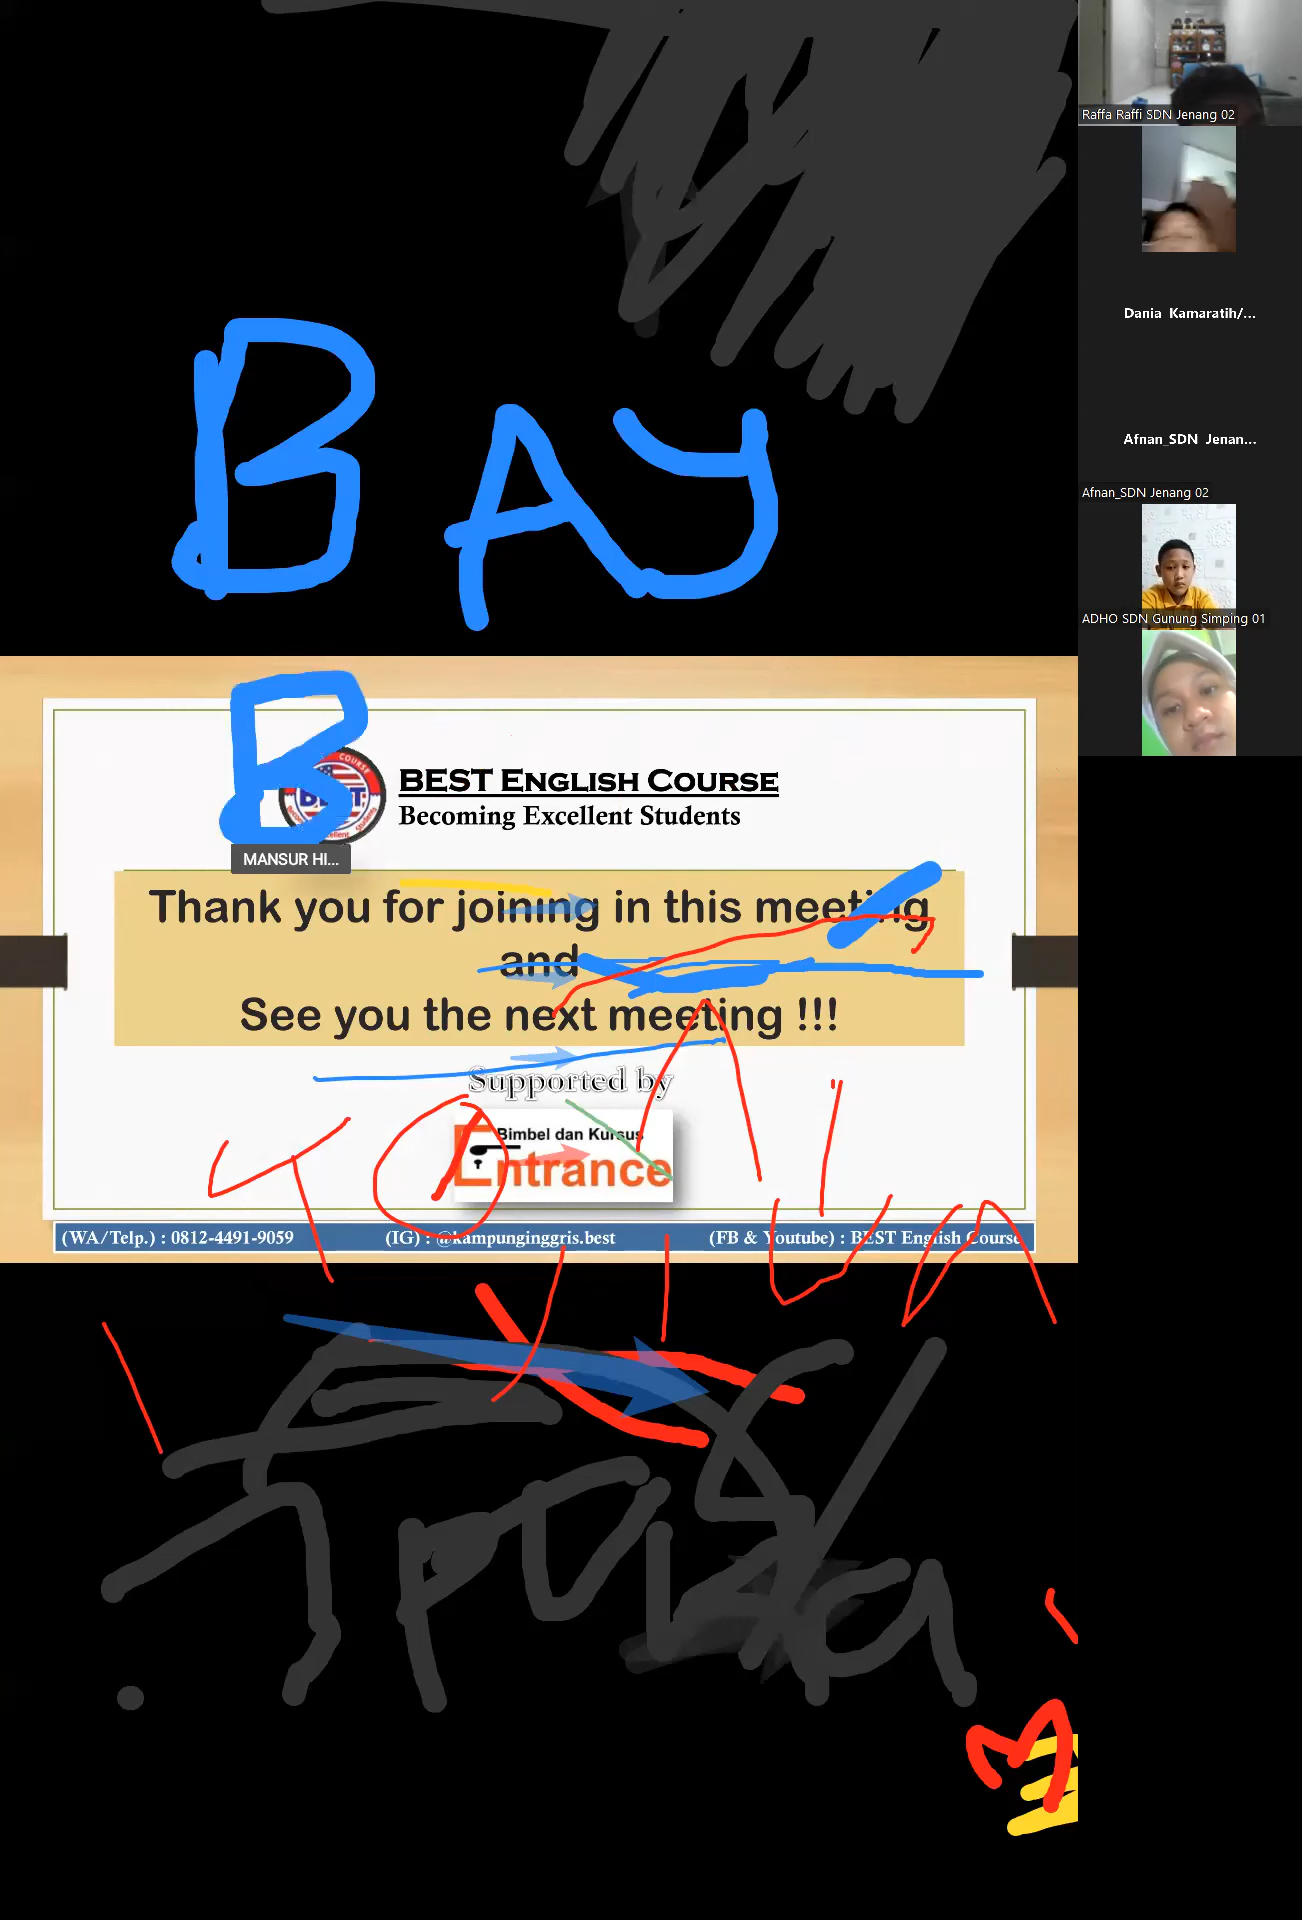 Raffa Raffi SDN Jenang 02
Dania Kamaratih/...
Afnan_SDN Jenan...
Afnan_SDN Jenang 02
ADHO SDN Gunung Simping 01
BAY
B
BEST ENGLISH COURSE
Becoming Excellent Students
MANSUR HI...
Thank you for joining in this meeting
and
See you the next meeting !!!
Supported by
Bimbel dan Kursus
Entrance
(WA/Telp.) : 0812-4491-9059 (IG) : @kampunginggris.best (FB & Youtube) : BEST English Course